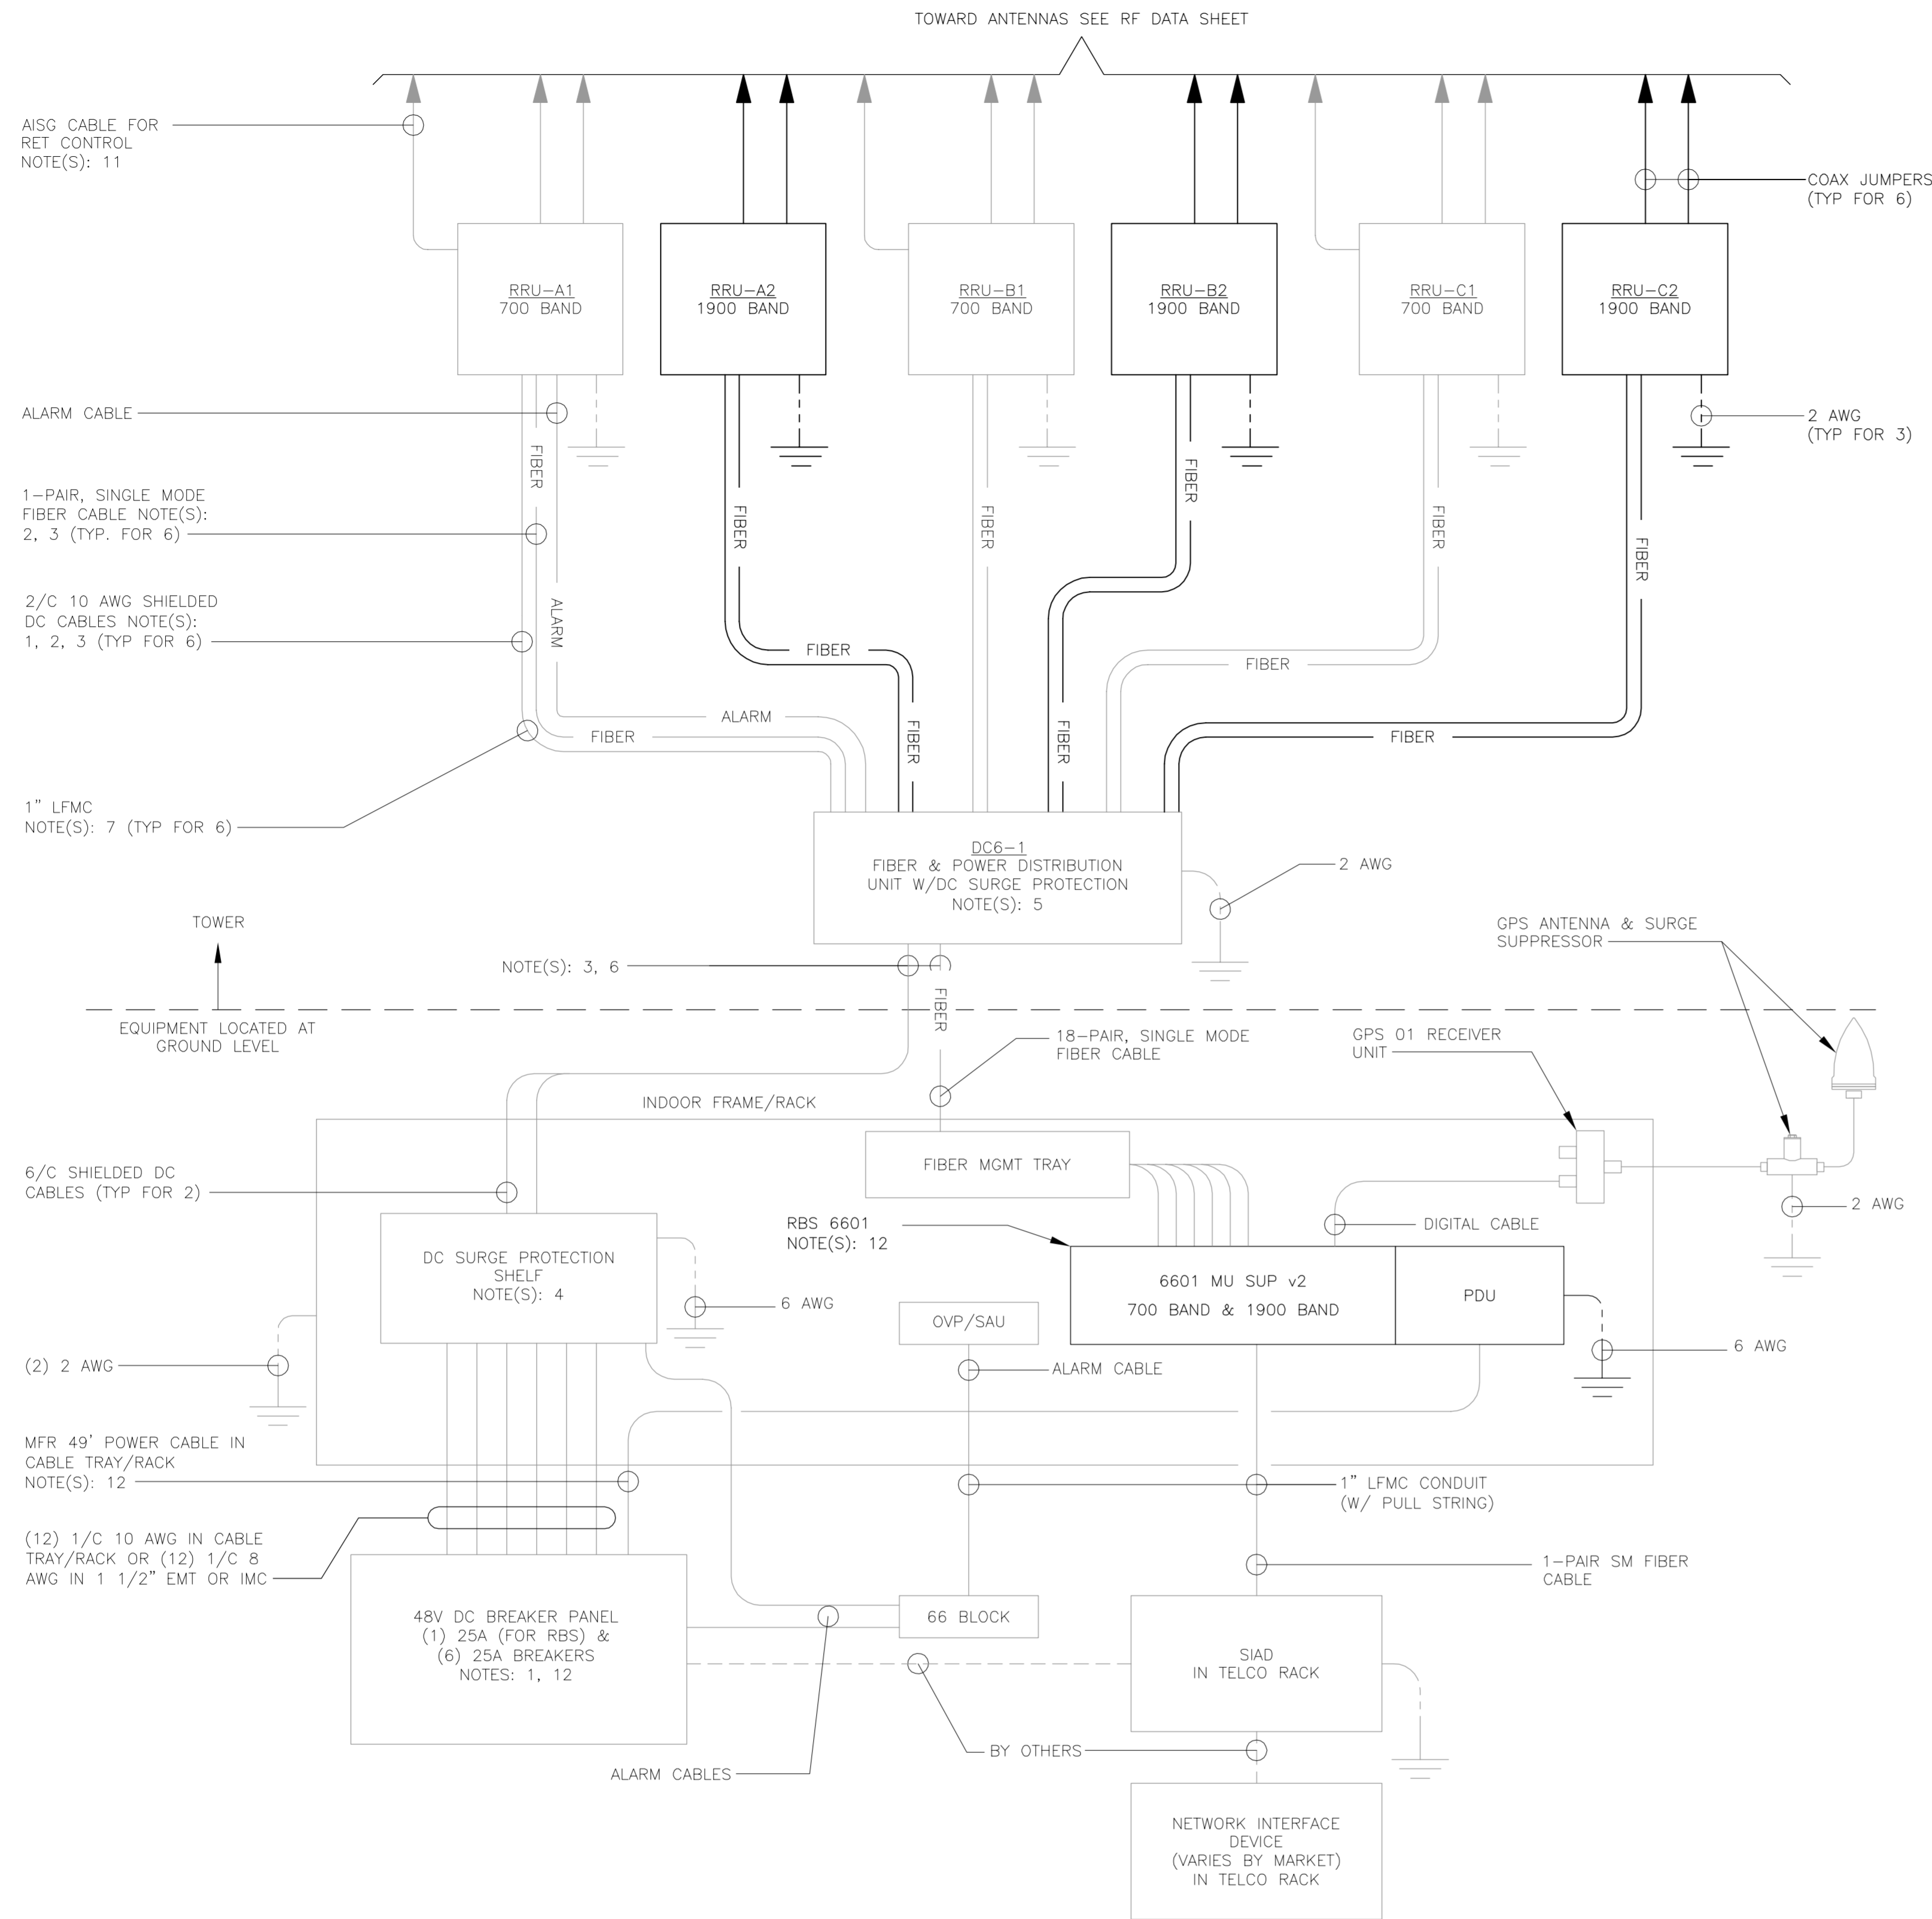 TOWARD ANTENNAS SEE RF DATA SHEET
AISG CABLE FOR
RET CONTROL
NOTE(S): 11
COAX JUMPERS
(TYP FOR 6)
RRU-A1
700 BAND
RRU-A2
1900 BAND
RRU-B1
700 BAND
RRU-B2
1900 BAND
RRU-C1
700 BAND
RRU-C2
1900 BAND
ALARM CABLE
2 AWG
(TYP FOR 3)
FIBER
FIBER
FIBER
FIBER
FIBER
FIBER
1-PAIR, SINGLE MODE
FIBER CABLE NOTE(S):
2, 3 (TYP. FOR 6)
2/C 10 AWG SHIELDED
DC CABLES NOTE(S):
1, 2, 3 (TYP FOR 6)
ALARM
FIBER
FIBER
ALARM
FIBER
FIBER
FIBER
FIBER
1" LFMC
NOTE(S): 7 (TYP FOR 6)
DC6-1
FIBER & POWER DISTRIBUTION
UNIT W/DC SURGE PROTECTION
NOTE(S): 5
2 AWG
TOWER
GPS ANTENNA & SURGE
SUPPRESSOR
NOTE(S): 3, 6
FIBER
EQUIPMENT LOCATED AT
GROUND LEVEL
18-PAIR, SINGLE MODE
FIBER CABLE
GPS 01 RECEIVER
UNIT
INDOOR FRAME/RACK
FIBER MGMT TRAY
6/C SHIELDED DC
CABLES (TYP FOR 2)
2 AWG
RBS 6601
NOTE(S): 12
DIGITAL CABLE
DC SURGE PROTECTION
SHELF
NOTE(S): 4
6601 MU SUP v2
700 BAND & 1900 BAND
PDU
6 AWG
OVP/SAU
6 AWG
(2) 2 AWG
ALARM CABLE
MFR 49' POWER CABLE IN
CABLE TRAY/RACK
NOTE(S): 12
1" LFMC CONDUIT
(W/ PULL STRING)
(12) 1/C 10 AWG IN CABLE
TRAY/RACK OR (12) 1/C 8
AWG IN 1 1/2" EMT OR IMC
1-PAIR SM FIBER
CABLE
48V DC BREAKER PANEL
(1) 25A (FOR RBS) &
(6) 25A BREAKERS
NOTES: 1, 12
66 BLOCK
SIAD
IN TELCO RACK
BY OTHERS
ALARM CABLES
NETWORK INTERFACE
DEVICE
(VARIES BY MARKET)
IN TELCO RACK